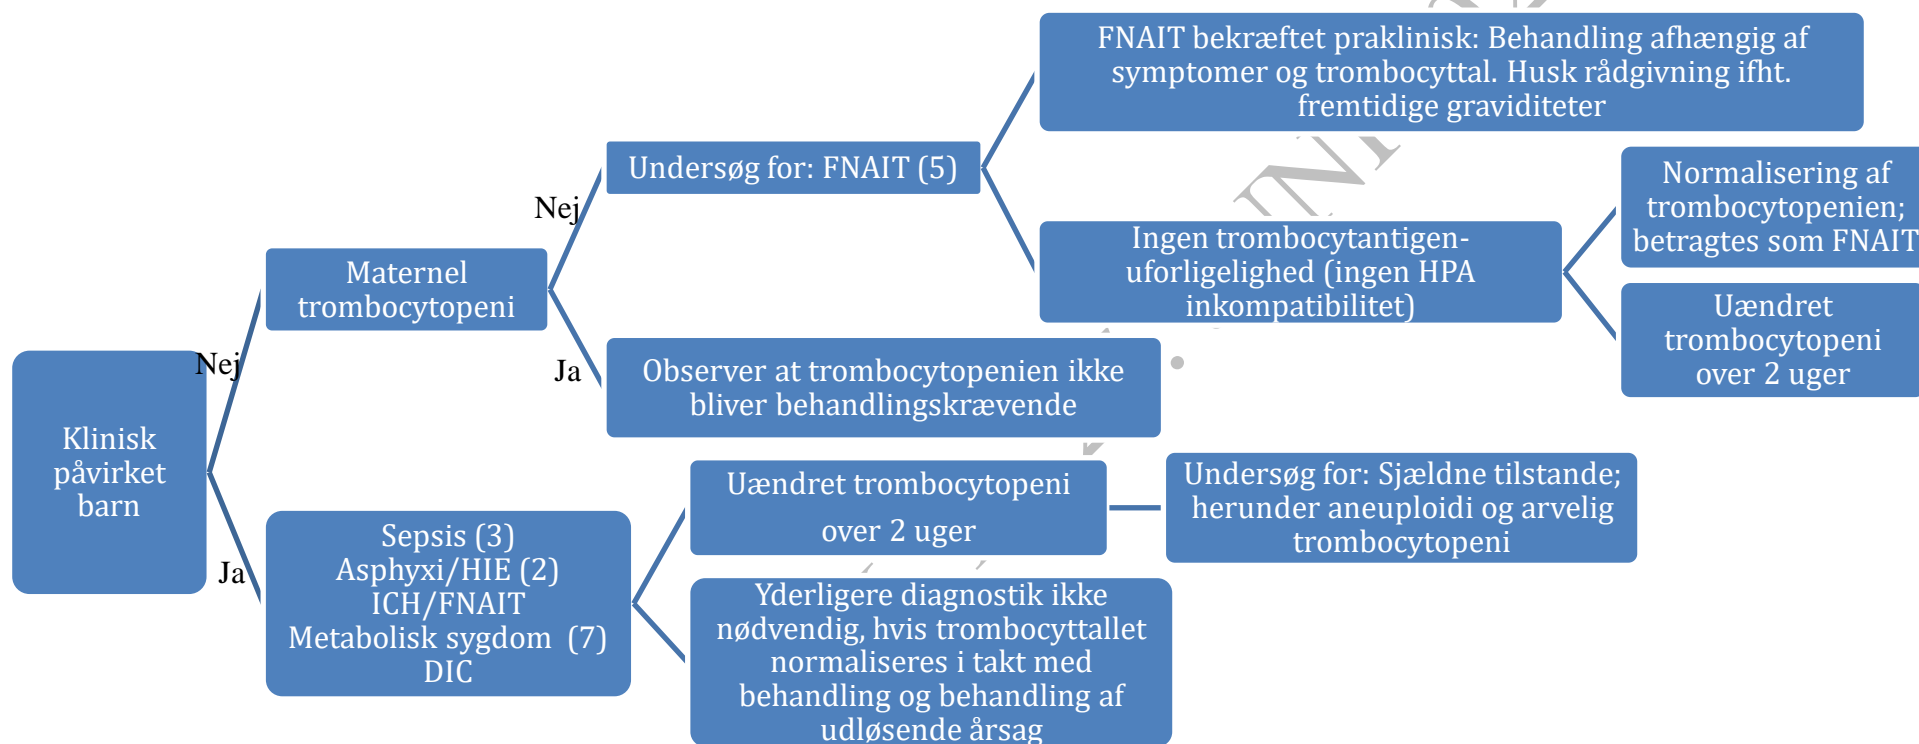 FNAIT bekræftet praklinisk: Behandling afhængig af
symptomer og trombocyttal. Husk rådgivning ifht.
fremtidige graviditeter
Undersøg for: FNAIT (5)
Normalisering af
trombocytopenien;
betragtes som FNAIT
Nej
Ingen trombocytantigen-
uforligelighed (ingen HPA
inkompatibilitet)
Maternel
trombocytopeni
Uændret
trombocytopeni
over 2 uger
Nej
Ja
Observer at trombocytopenien ikke
bliver behandlingskrævende
Klinisk
påvirket
barn
Uændret trombocytopeni
over 2 uger
Undersøg for: Sjældne tilstande;
herunder aneuploidi og arvelig
trombocytopeni
Ja
Sepsis (3)
Asphyxi/HIE (2)
ICH/FNAIT
Metabolisk sygdom (7)
DIC
Yderligere diagnostik ikke
nødvendig, hvis trombocyttallet
normaliseres i takt med
behandling og behandling af
udløsende årsag